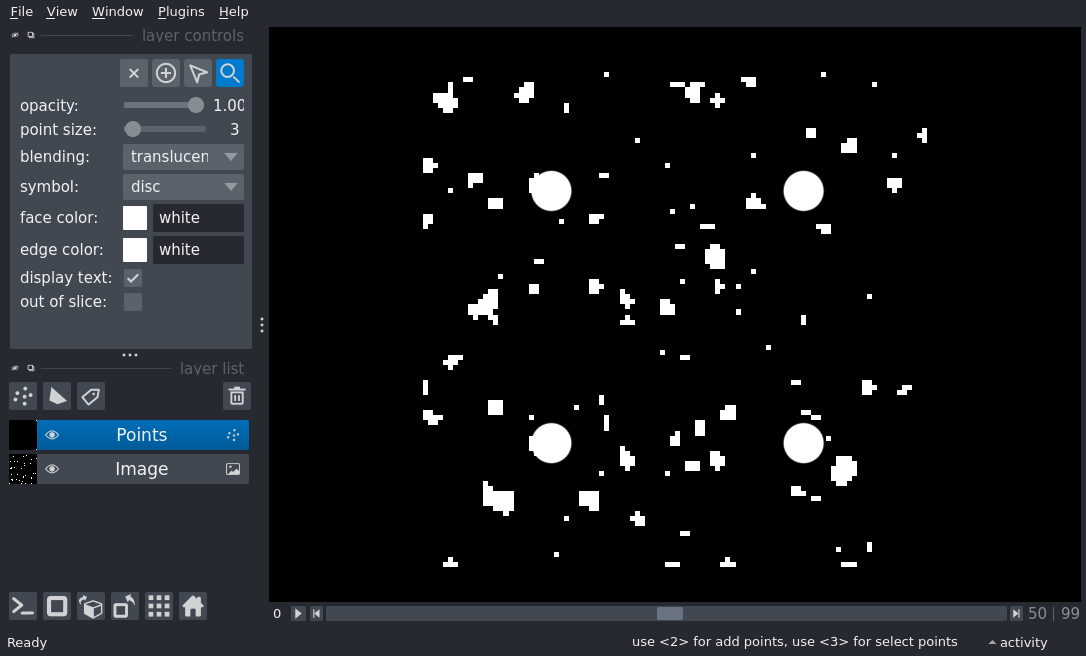 File View Window Plugins Help
layer controls
opacity: 1.00
point size: 3
blending: translucen
symbol: disc
face color: white
edge color: white
display text:
out of slice:
layer list
Points
Image
0 50 | 99
Ready use <2> for add points, use <3> for select points activity